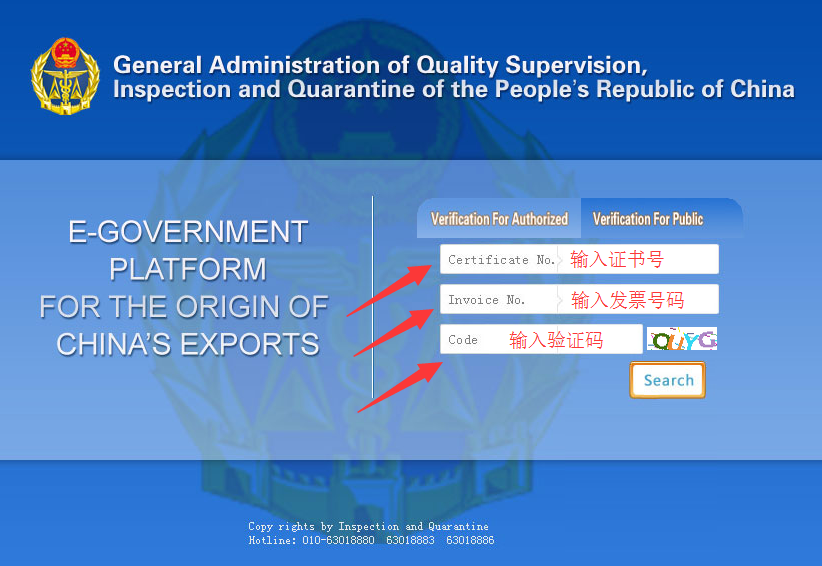 General Administration of Quality Supervision,
Inspection and Quarantine of the People's Republic of China
E-GOVERNMENT
PLATFORM
FOR THE ORIGIN OF
CHINA'S EXPORTS
Verification For Authorized
Verification For Public
Certificate No. 输入证书号
Invoice No. 输入发票号码
Code 输入验证码 QUYG
Search
Copy rights by Inspection and Quarantine
Hotline: 010-63018880 63018883 63018886